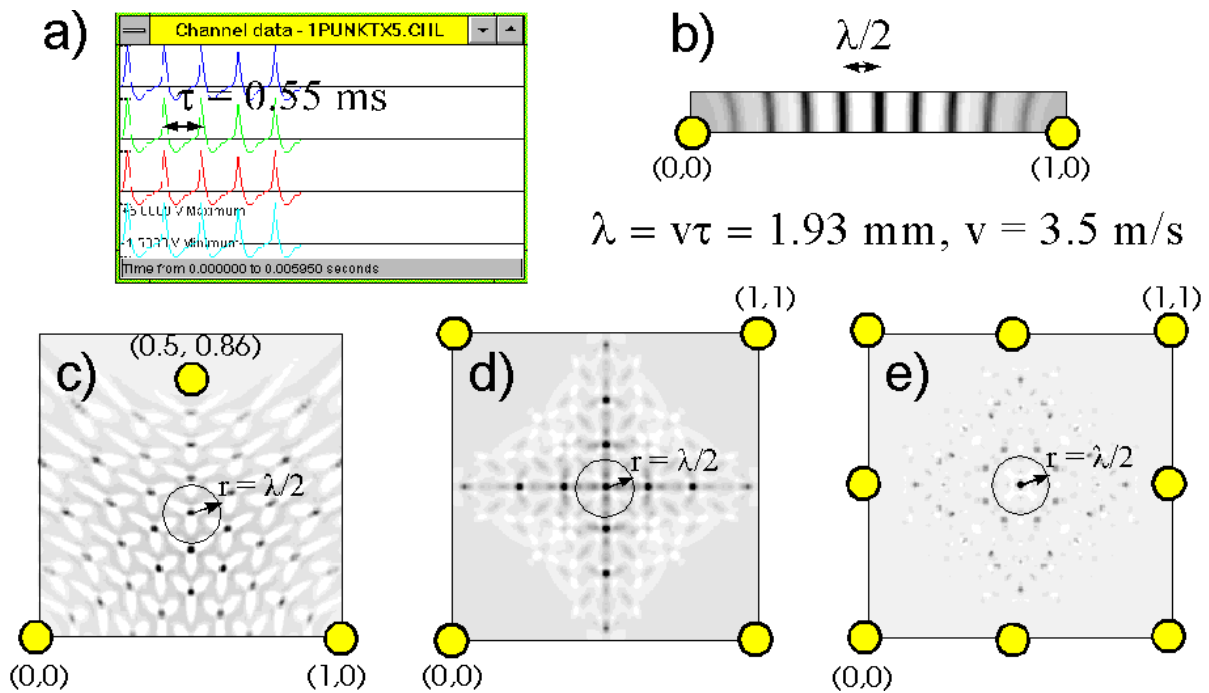 a)
Channel data - 1PUNKTX5.CHL
τ = 0.55 ms
Maximum
Minimum
Time from 0.000000 to 0.005950 seconds
b)
λ/2
(0,0)
(1,0)
λ = vτ = 1.93 mm, v = 3.5 m/s
c)
(0.5, 0.86)
r = λ/2
(0,0)
(1,0)
d)
(1,1)
r = λ/2
(0,0)
e)
(1,1)
r = λ/2
(0,0)